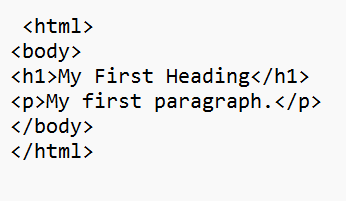 <html>
<body>
<h1>My First Heading</h1>
<p>My first paragraph.</p>
</body>
</html>